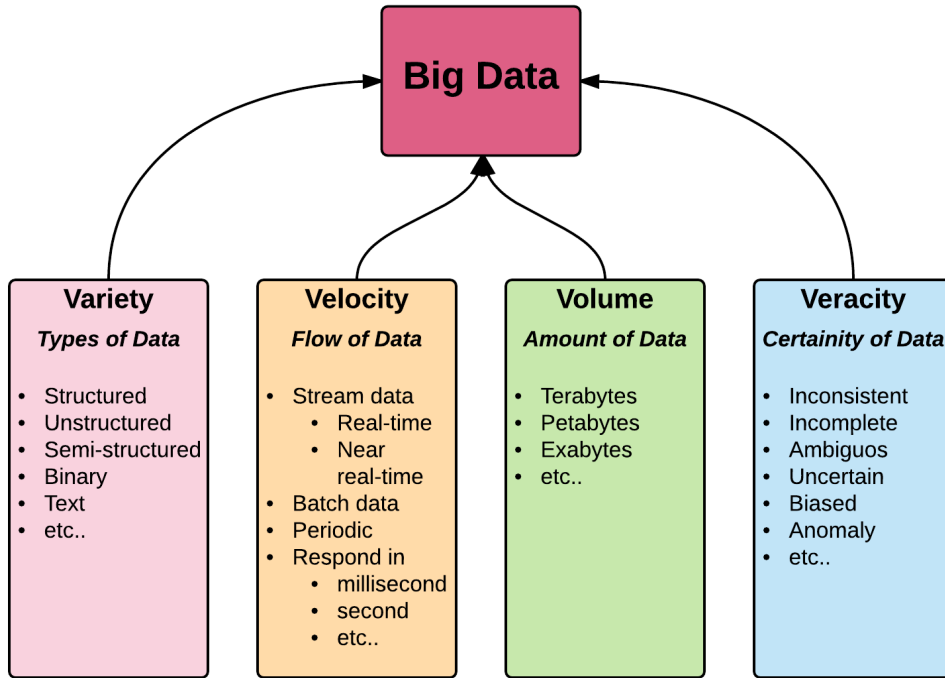 Big Data
Variety
Types of Data
• Structured
• Unstructured
• Semi-structured
• Binary
• Text
• etc..
Velocity
Flow of Data
• Stream data
• Real-time
• Near
real-time
• Batch data
• Periodic
• Respond in
• millisecond
• second
• etc..
Volume
Amount of Data
• Terabytes
• Petabytes
• Exabytes
• etc..
Veracity
Certainity of Data
• Inconsistent
• Incomplete
• Ambiguos
• Uncertain
• Biased
• Anomaly
• etc..